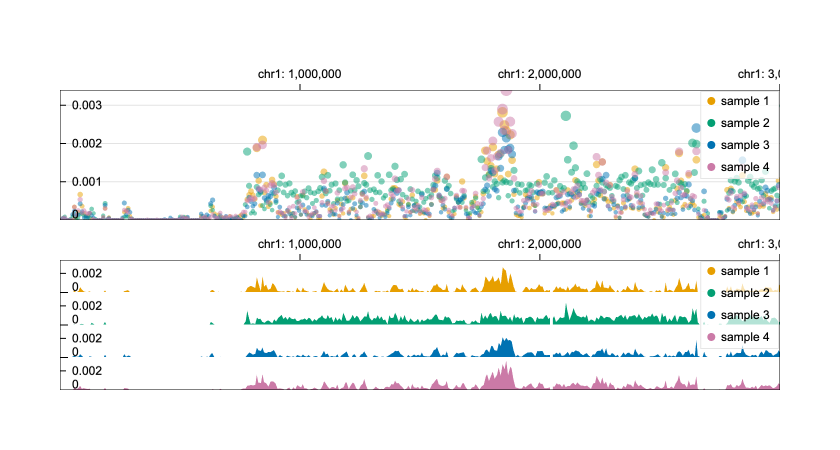 chr1: 1,000,000 chr1: 2,000,000 chr1: 3,0
0.003 sample 1
sample 2
0.002 sample 3
sample 4
0.001
0
chr1: 1,000,000 chr1: 2,000,000 chr1: 3,0
0.002 sample 1
0 sample 2
0.002
0 sample 3
0.002 sample 4
0
0.002
0